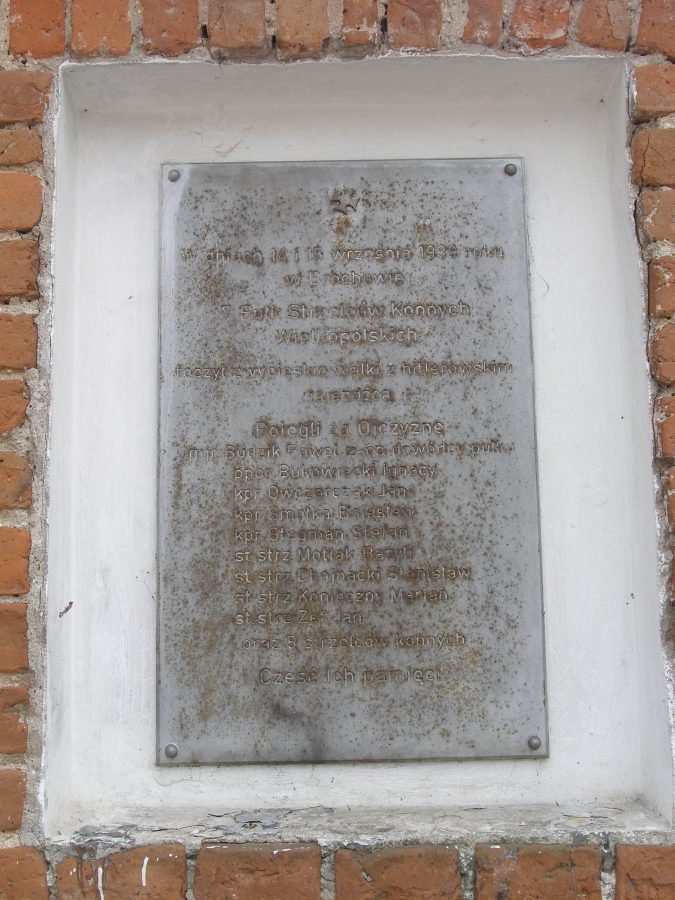 W dniach 14 i 15 września 1939 roku
w Brochowie
7 Pułk Strzelców Konnych
Wielkopolskich
toczył zwycięskie walki z hitlerowskim
najeźdźcą
Polegli za Ojczyznę
mjr. Budzik Paweł z-ca dowódcy pułku
ppor. Bukowiecki Ignacy
kpr. Owczarczak Jan
kpr. Smotka Bolesław
kpr. Stegman Stefan
st. strz. Motlak Bazyli
st. strz. Chojnacki Stanisław
st. strz. Konieczny Marian
st. strz. Żek Jan
oraz 5 strzelców konnych
Cześć Ich pamięci